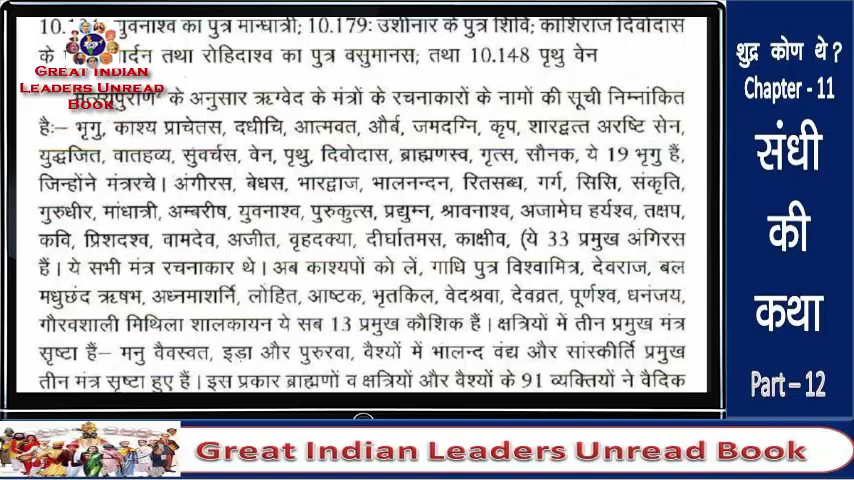 युवनाश्व का पुत्र मान्धात्री; 10.179: उशीनार के पुत्र शिवि; काशिराज दिवोदास
के र्दन तथा रोहिदाश्व का पुत्र वसुमानस; तथा 10.148 पृथु वेन
मत्स्यपुराण के अनुसार ऋग्वेद के मंत्रों के रचनाकारों के नामों की सूची निम्नांकित
है:– भृगु, काश्य प्राचेतस, दधीचि, आत्मवत, और्ब, जमदग्नि, कृप, शारद्वत्त अरष्टि सेन,
युद्धजित, वातहव्य, सुवर्चस, वेन, पृथु, दिवोदास, ब्राह्मणस्व, गृत्स, सौनक, ये 19 भृगु हैं,
जिन्होंने मंत्ररचे। अंगीरस, बेधस, भारद्वाज, भालनन्दन, रितसब्ध, गर्ग, सिसि, संकृति,
गुरुधीर, मांधात्री, अम्बरीष, युवनाश्व, पुरुकुत्स, प्रद्युम्न, श्रावनाश्व, अजामेघ हर्यश्व, तक्षप,
कवि, प्रिशदश्व, वामदेव, अजीत, वृहदक्या, दीर्घातमस, काक्षीव, (ये 33 प्रमुख अंगिरस
हैं। ये सभी मंत्र रचनाकार थे। अब काश्यपों को लें, गाधि पुत्र विश्वामित्र, देवराज, बल
मधुछंद ऋषभ, अध्नमाशर्नि, लोहित, आष्टक, भृतकिल, वेदश्रवा, देवव्रत, पूर्णश्व, धनंजय,
गौरवशाली मिथिला शालकायन ये सब 13 प्रमुख कौशिक हैं। क्षत्रियों में तीन प्रमुख मंत्र
सृष्टा हैं– मनु वैवस्वत, इड़ा और पुरुरवा, वैश्यों में भालन्द वंद्य और सांस्कीर्ति प्रमुख
तीन मंत्र सृष्टा हुए हैं। इस प्रकार ब्राह्मणों व क्षत्रियों और वैश्यों के 91 व्यक्तियों ने वैदिक
Great Indian
Leaders Unread
Book
शुद्र कोण थे?
Chapter - 11
संधी
की
कथा
Part – 12
Great Indian Leaders Unread Book